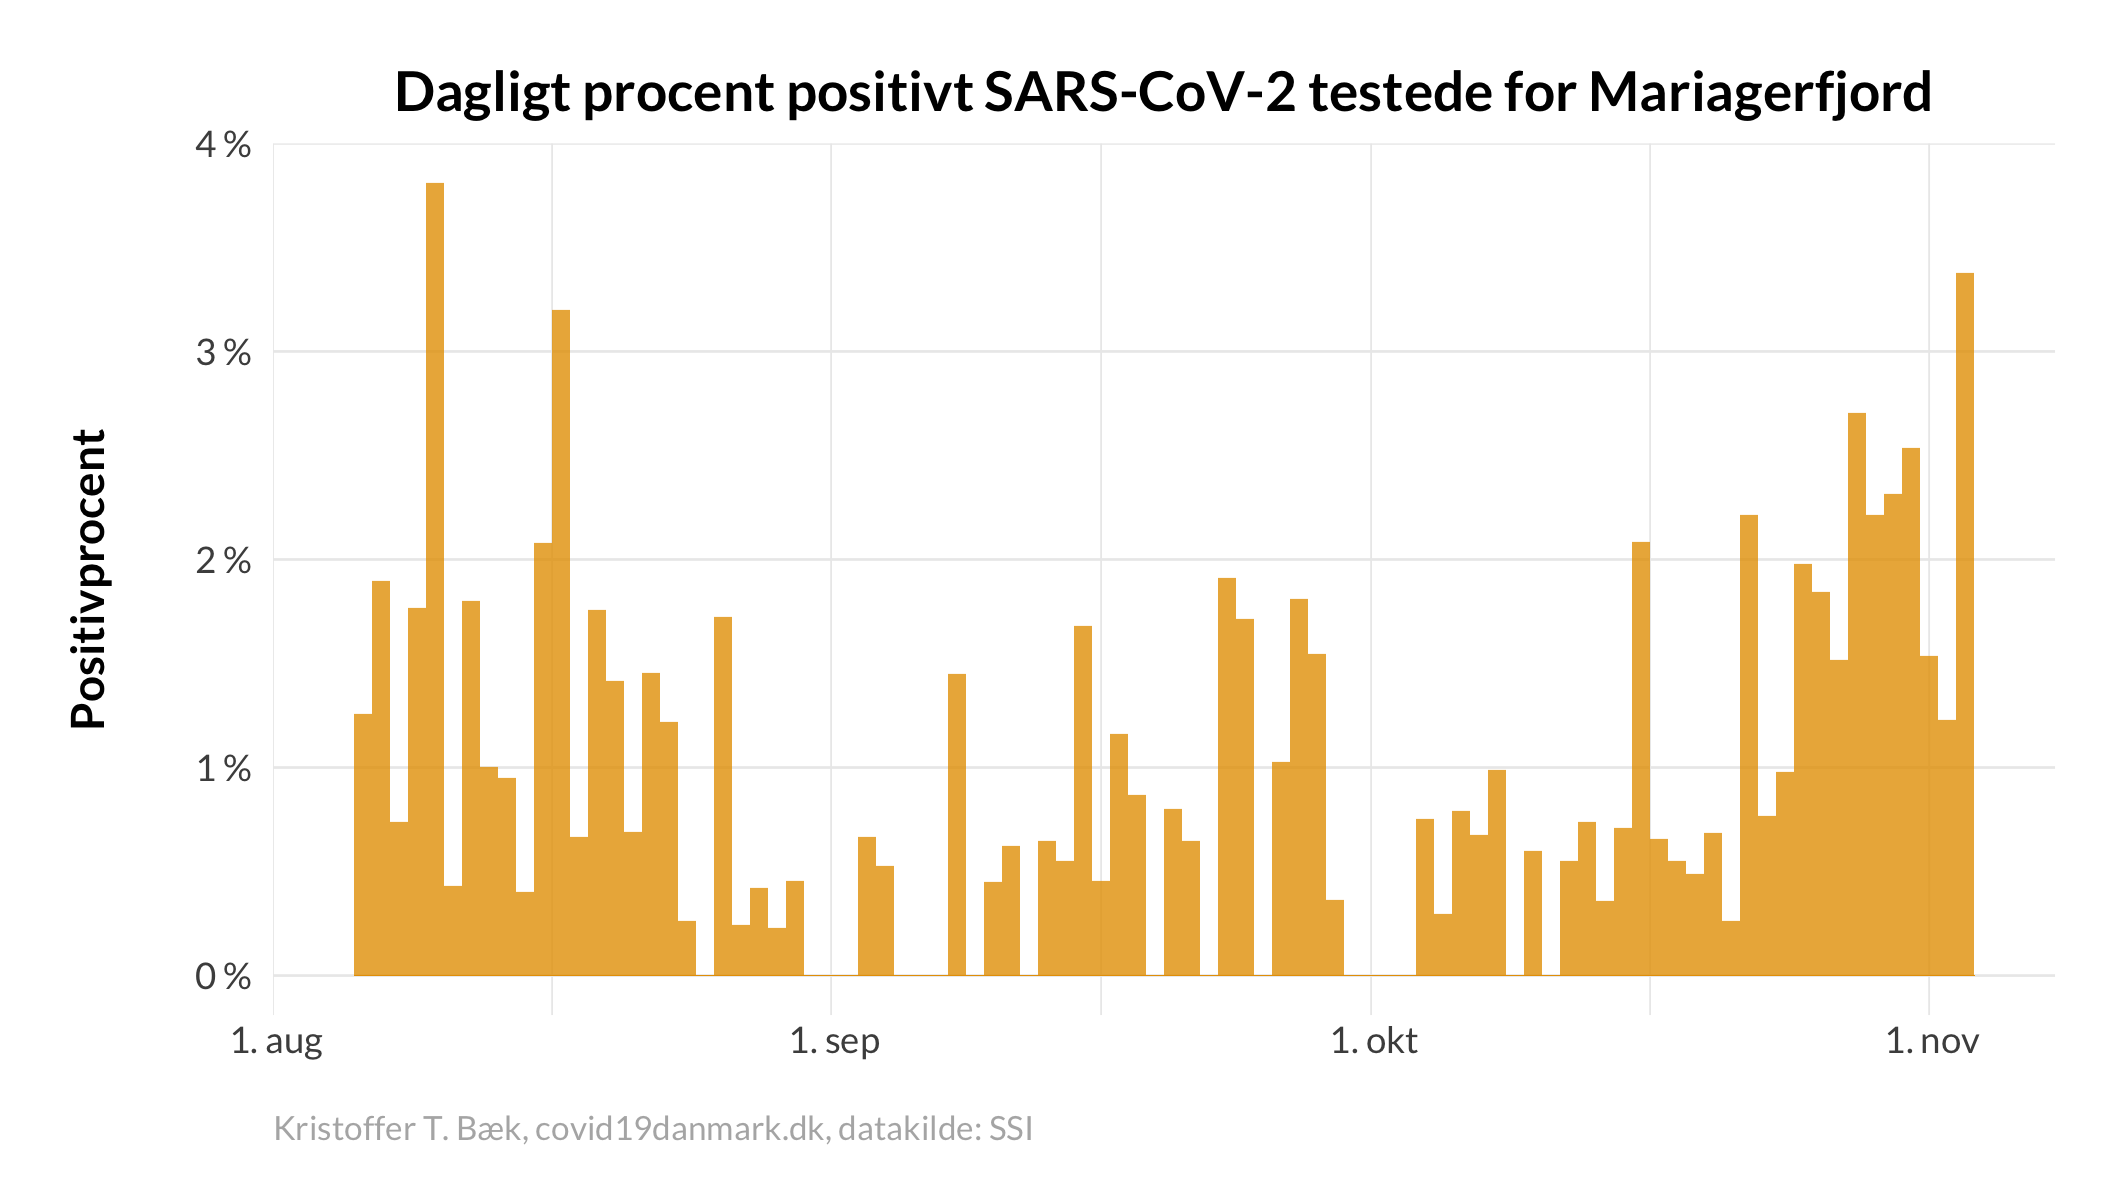 Dagligt procent positivt SARS-CoV-2 testede for Mariagerfjord
Positivprocent
4 %
3 %
2 %
1 %
0 %
1. aug
1. sep
1. okt
1. nov
Kristoffer T. Bæk, covid19danmark.dk, datakilde: SSI